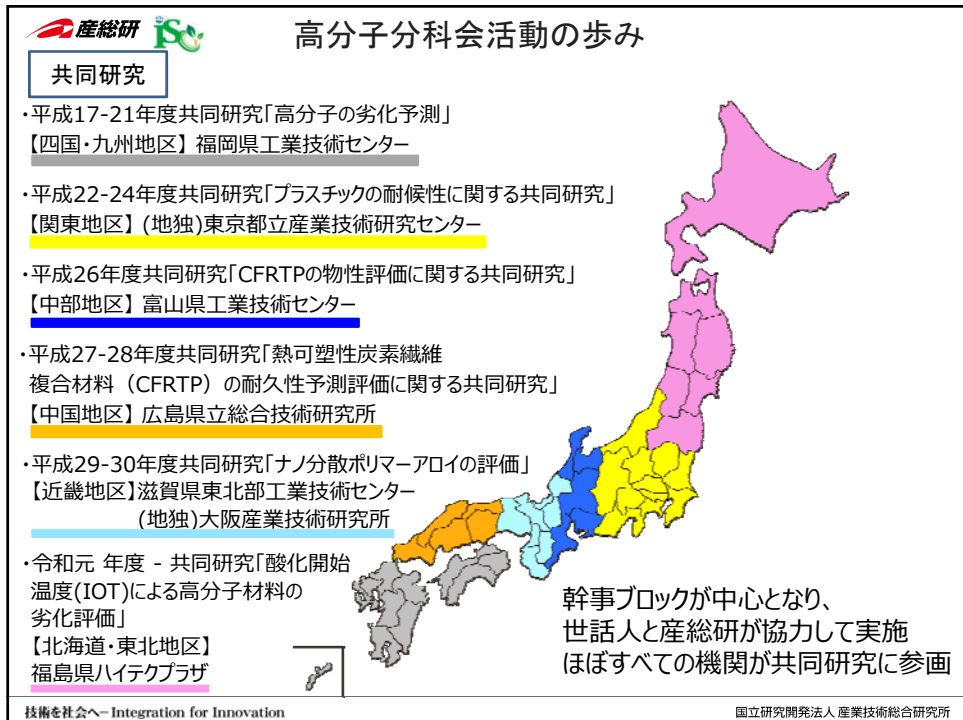 産総研 ISC
高分子分科会活動の歩み
共同研究
・平成17-21年度共同研究「高分子の劣化予測」
【四国・九州地区】 福岡県工業技術センター
・平成22-24年度共同研究「プラスチックの耐候性に関する共同研究」
【関東地区】 (地独)東京都立産業技術研究センター
・平成26年度共同研究「CFRTPの物性評価に関する共同研究」
【中部地区】 富山県工業技術センター
・平成27-28年度共同研究「熱可塑性炭素繊維
複合材料（CFRTP）の耐久性予測評価に関する共同研究」
【中国地区】 広島県立総合技術研究所
・平成29-30年度共同研究「ナノ分散ポリマーアロイの評価」
【近畿地区】滋賀県東北部工業技術センター
(地独)大阪産業技術研究所
・令和元 年度 - 共同研究「酸化開始
温度(IOT)による高分子材料の
劣化評価」
【北海道・東北地区】
福島県ハイテクプラザ
幹事ブロックが中心となり、
世話人と産総研が協力して実施
ほぼすべての機関が共同研究に参画
技術を社会へ－Integration for Innovation
国立研究開発法人 産業技術総合研究所